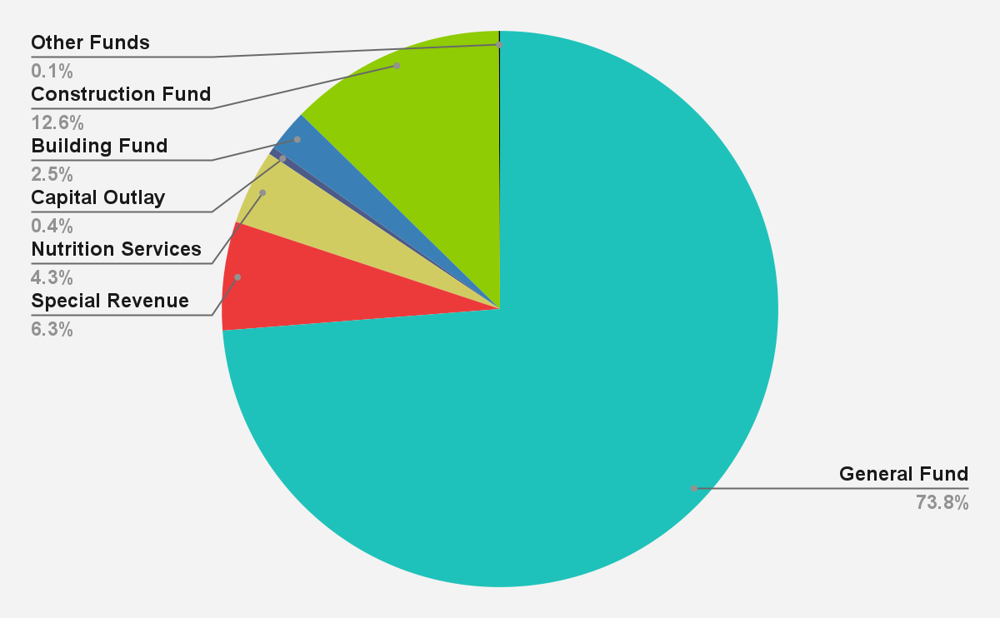 Other Funds
0.1%
Construction Fund
12.6%
Building Fund
2.5%
Capital Outlay
0.4%
Nutrition Services
4.3%
Special Revenue
6.3%
General Fund
73.8%